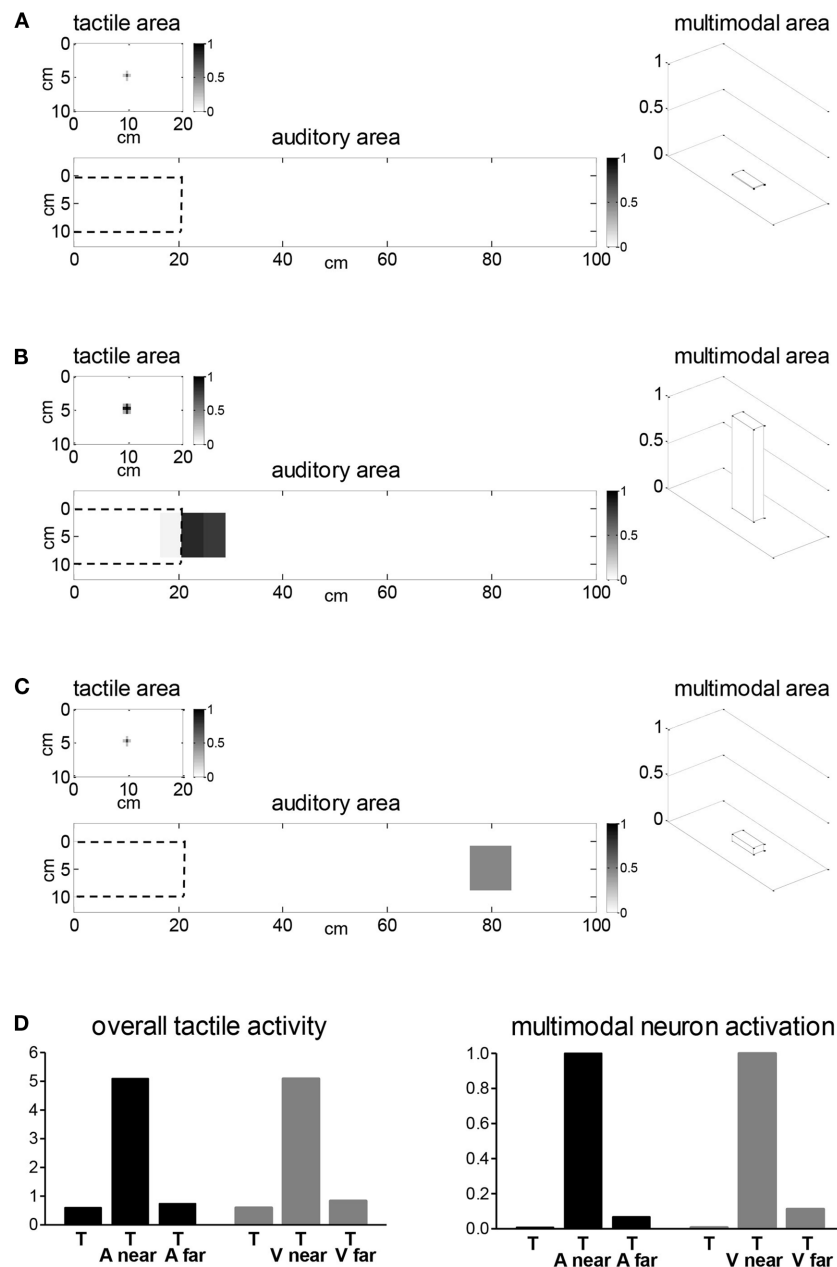 A
tactile area
multimodal area
0
5
10
cm
0 10 20
cm
1
0.5
0
auditory area
0
5
10
cm
0 20 40 60 80 100
cm
1
0.5
0
1
0.5
0
B
tactile area
multimodal area
0
5
10
cm
0 10 20
cm
1
0.5
0
auditory area
0
5
10
cm
0 20 40 60 80 100
cm
1
0.5
0
1
0.5
0
C
tactile area
multimodal area
0
5
10
cm
0 10 20
cm
1
0.5
0
auditory area
0
5
10
cm
0 20 40 60 80 100
cm
1
0.5
0
1
0.5
0
D
overall tactile activity
6
5
4
3
2
1
0
T T T T T T
A near A far V near V far
multimodal neuron activation
1.0
0.8
0.6
0.4
0.2
0.0
T T T T T T
A near A far V near V far